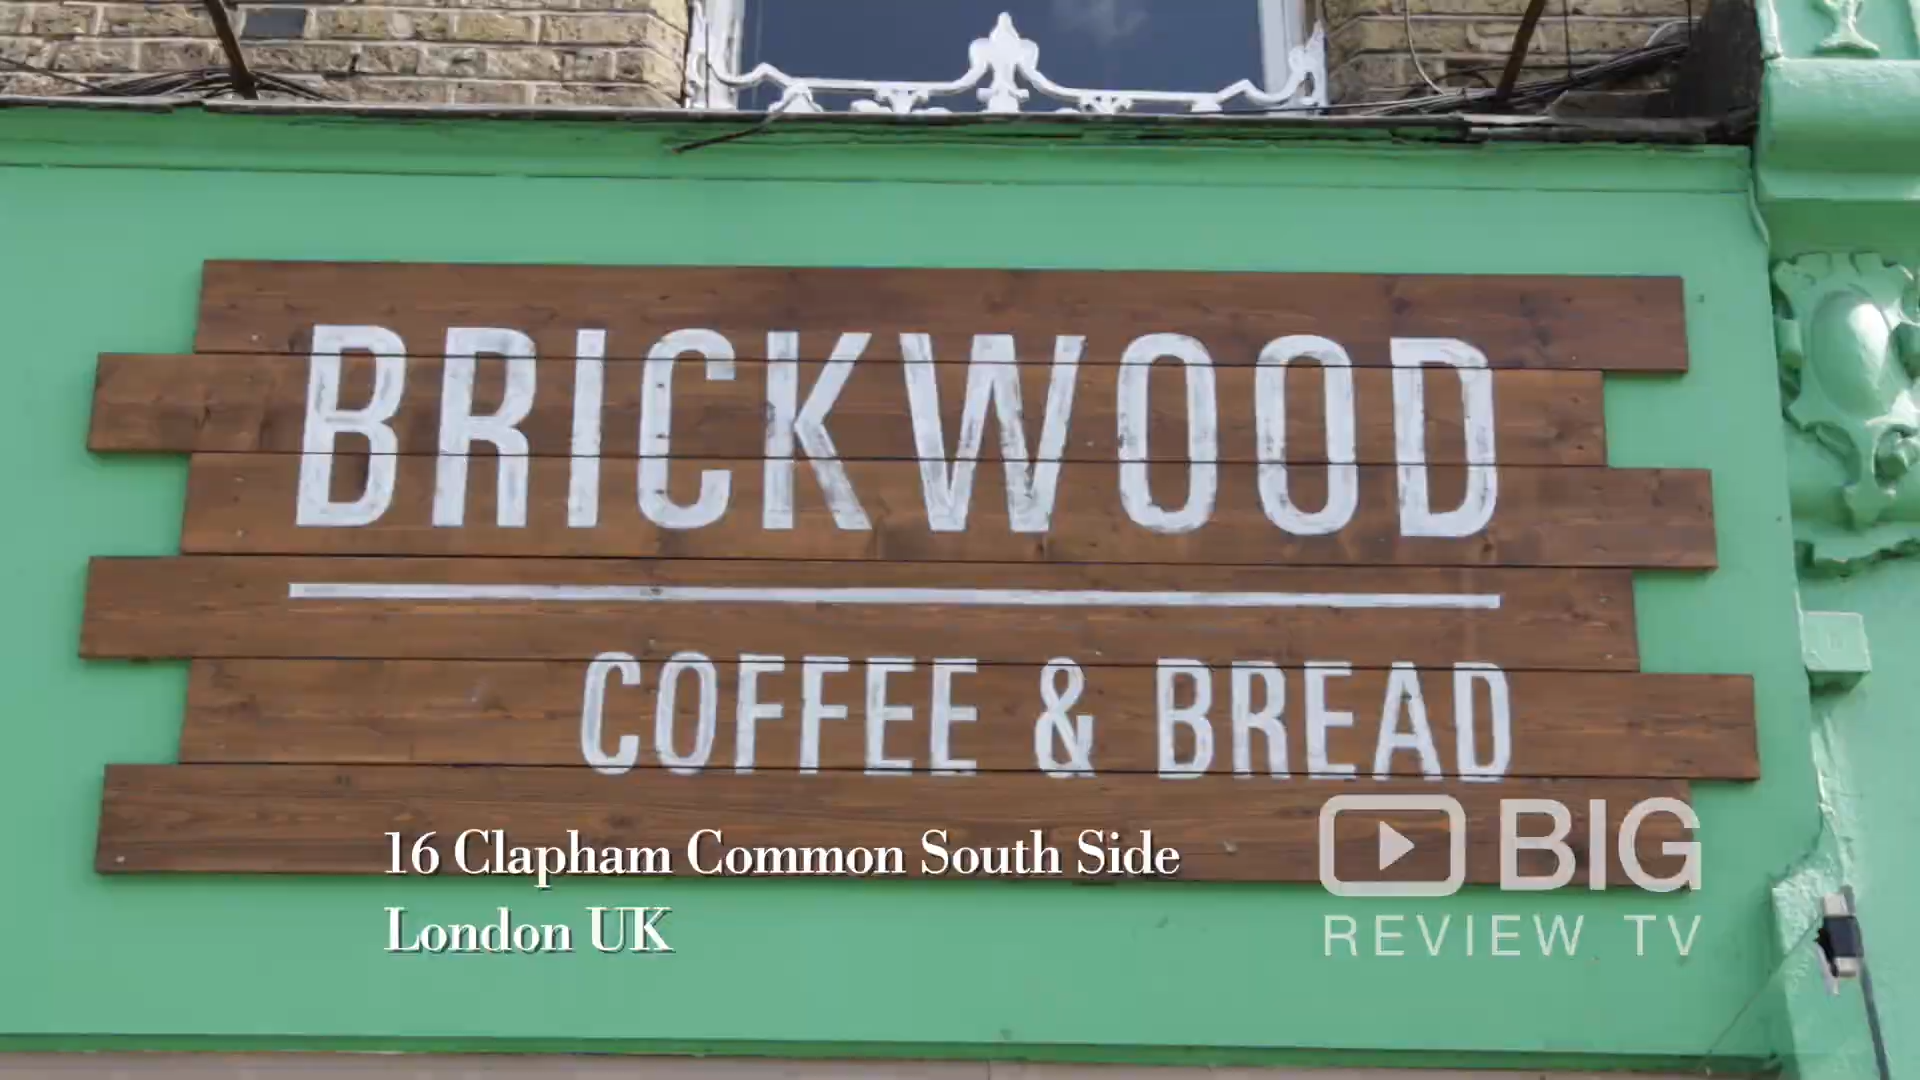 BRICKWOOD
COFFEE & BREAD
16 Clapham Common South Side
London UK
BIG
REVIEW TV